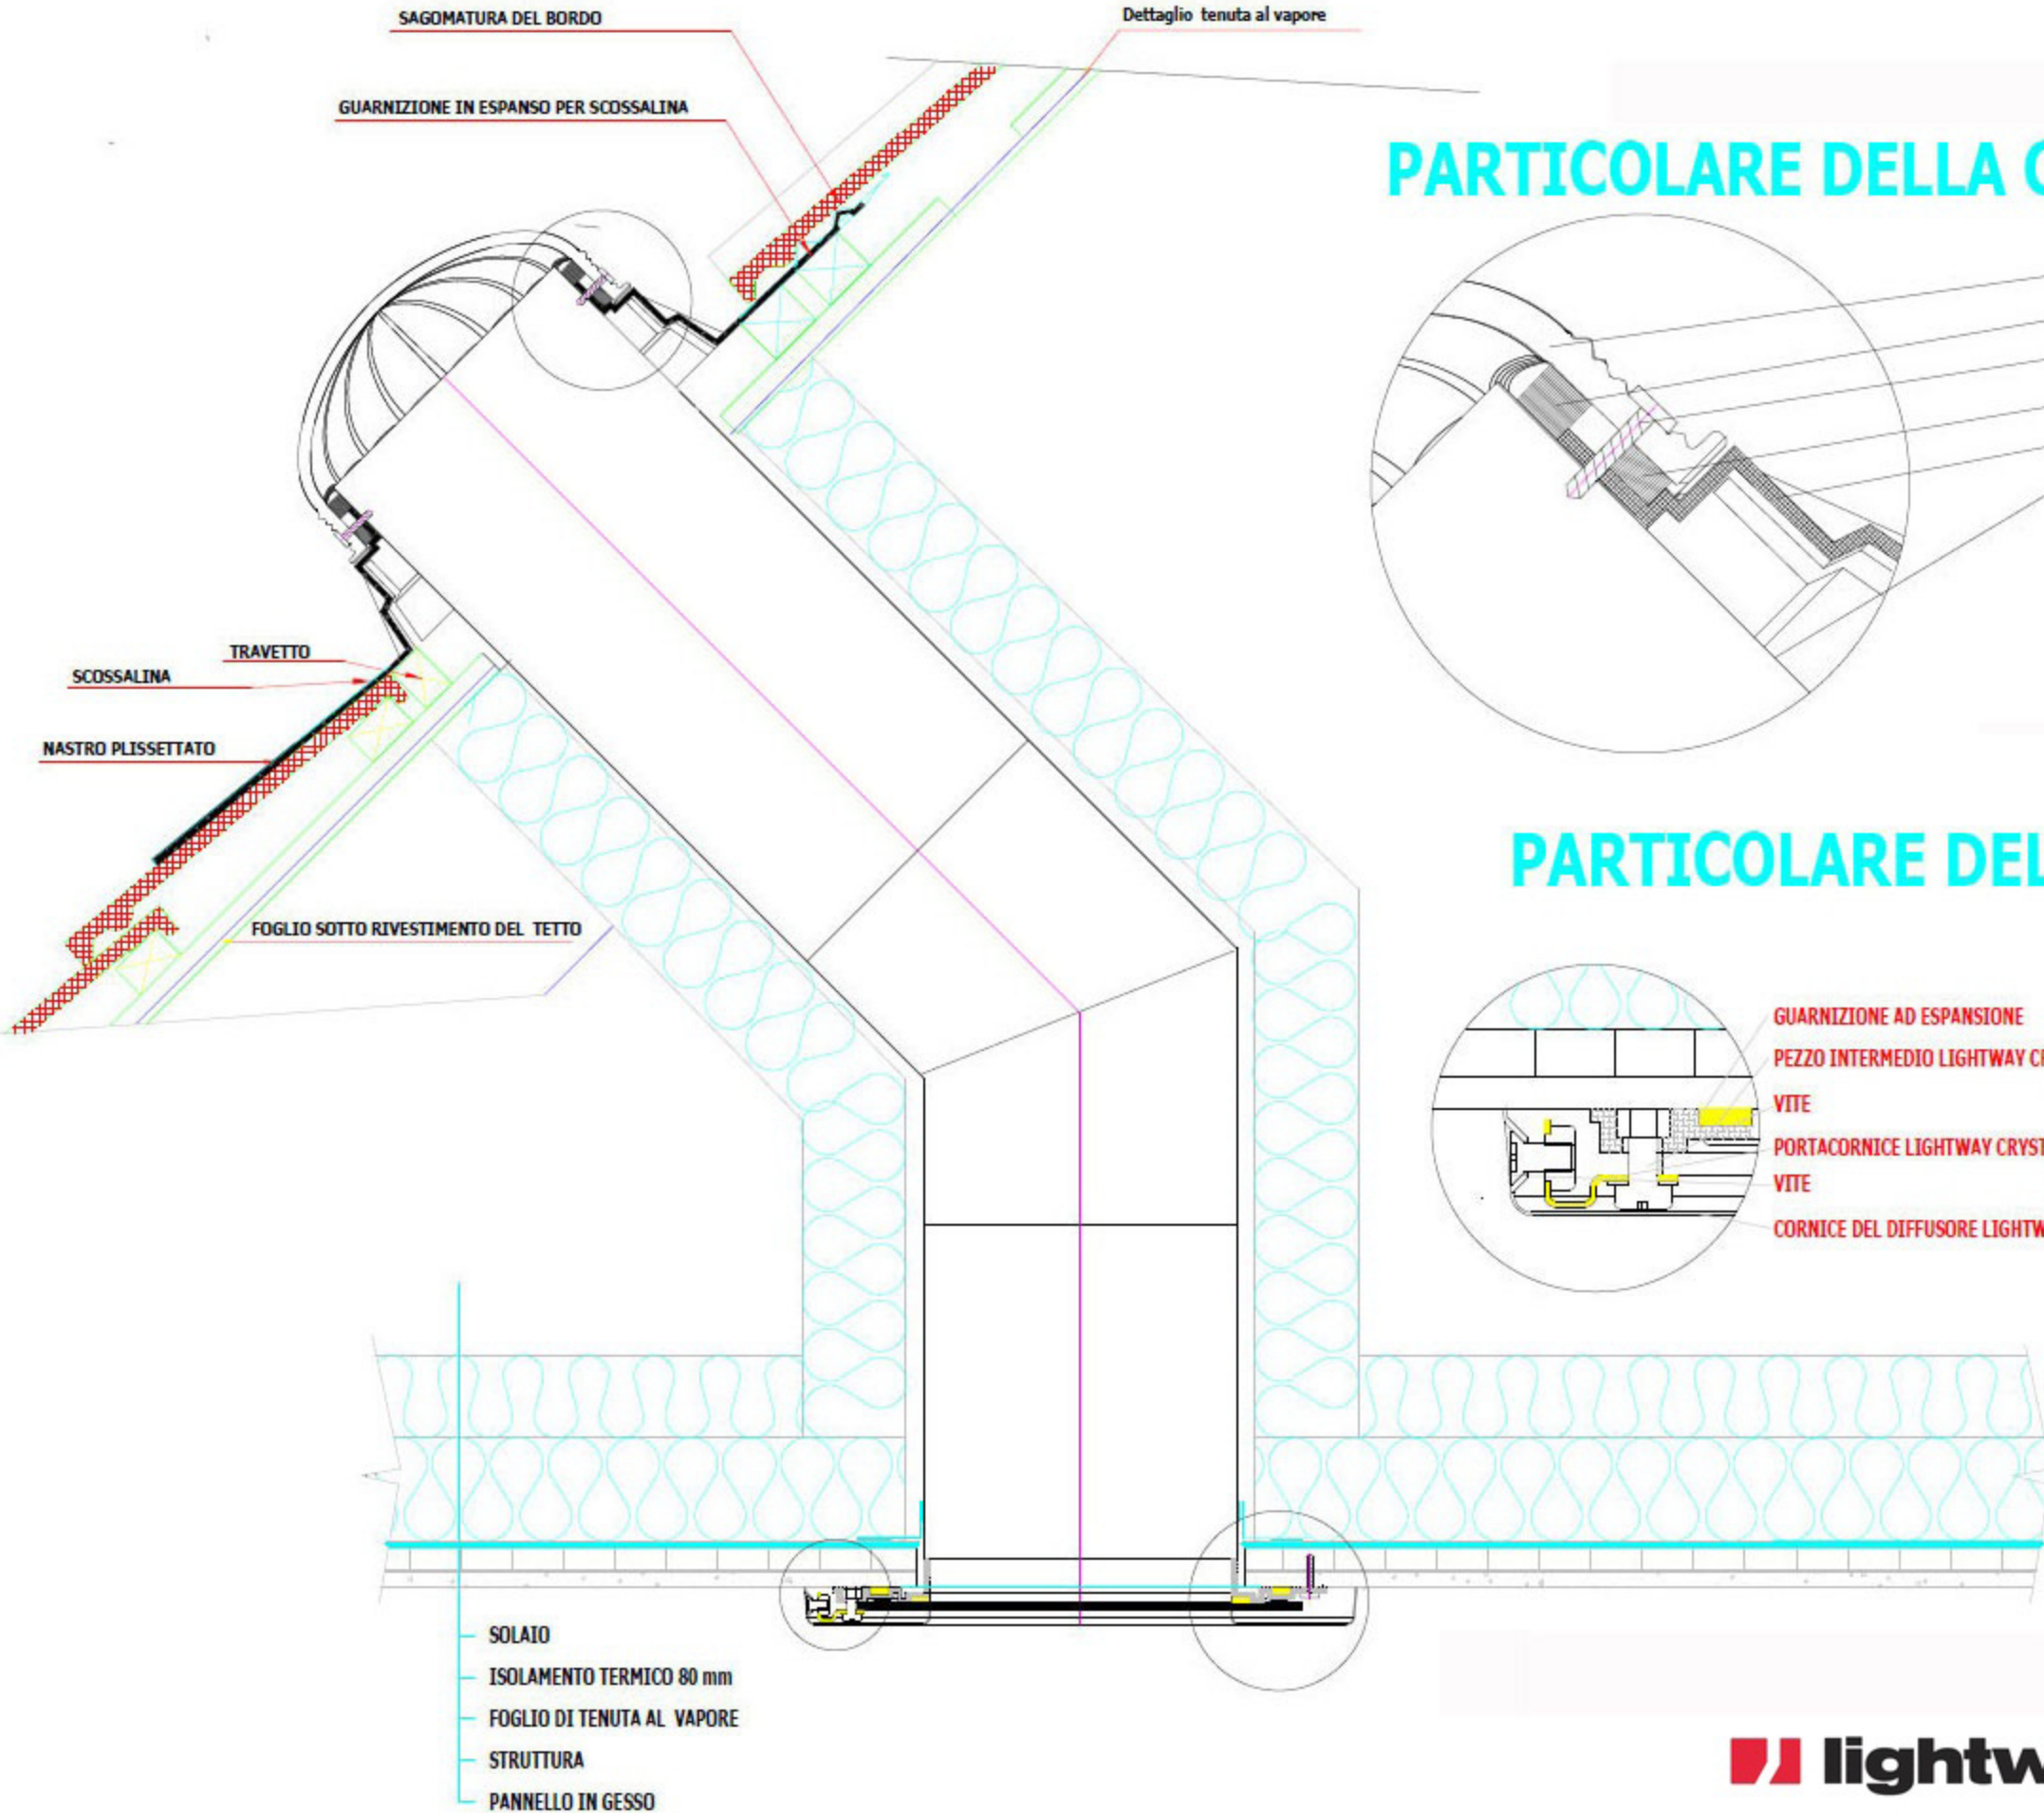 SAGOMATURA DEL BORDO
Dettaglio tenuta al vapore
GUARNIZIONE IN ESPANSO PER SCOSSALINA
PARTICOLARE DELLA
TRAVETTO
SCOSSALINA
NASTRO PLISSETTATO
FOGLIO SOTTO RIVESTIMENTO DEL TETTO
PARTICOLARE DEL
GUARNIZIONE AD ESPANSIONE
PEZZO INTERMEDIO LIGHTWAY
VITE
PORTACORNICE LIGHTWAY CRYST
VITE
CORNICE DEL DIFFUSORE LIGHTW
SOLAIO
ISOLAMENTO TERMICO 80 mm
FOGLIO DI TENUTA AL VAPORE
STRUTTURA
PANNELLO IN GESSO
lightw